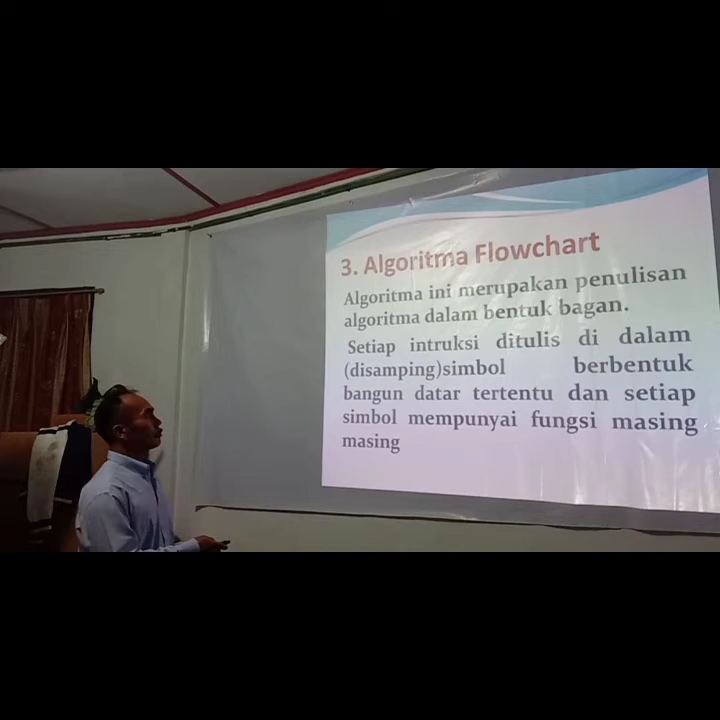 3. Algoritma Flowchart
Algoritma ini merupakan penulisan
algoritma dalam bentuk bagan.
Setiap intruksi ditulis di dalam
(disamping)simbol berbentuk
bangun datar tertentu dan setiap
simbol mempunyai fungsi masing
masing